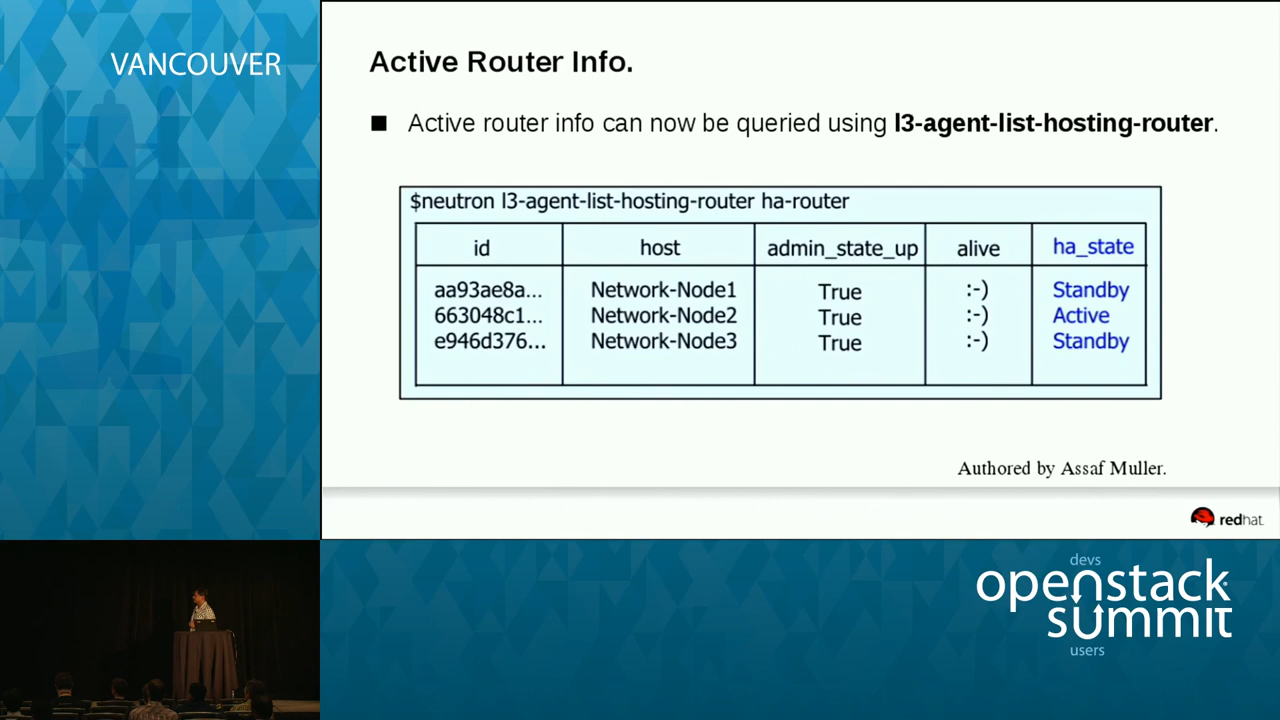 VANCOUVER
Active Router Info.
■ Active router info can now be queried using l3-agent-list-hosting-router.
$neutron l3-agent-list-hosting-router ha-router
id host admin_state_up alive ha_state
aa93ae8a... Network-Node1 True :-) Standby
663048c1... Network-Node2 True :-) Active
e946d376... Network-Node3 True :-) Standby
Authored by Assaf Muller.
redhat.
devs
openstack
summit
users